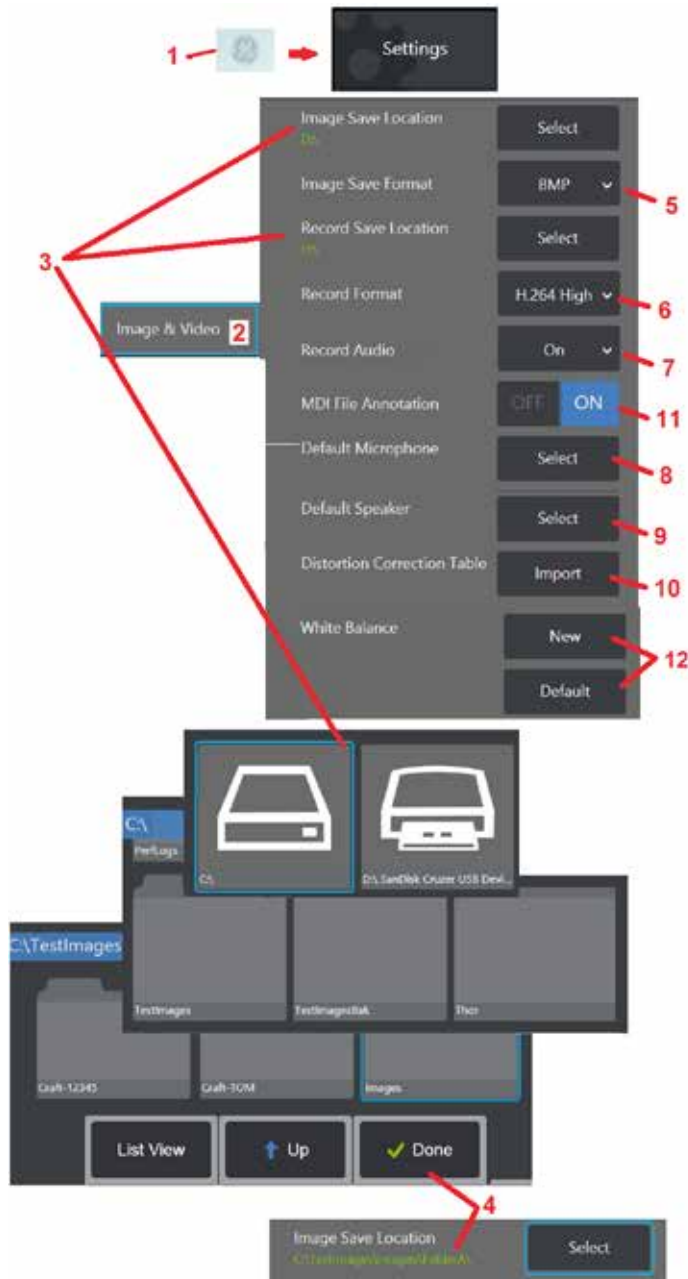 1
Settings
Image Save Location
Select
D:\
Image Save Format
BMP
5
Record Save Location
Select
3
Record Format
H.264 High
6
Image & Video 2
Record Audio
On
7
MDI File Annotation
OFF ON
11
Default Microphone
Select
8
Default Speaker
Select
9
Distortion Correction Table
Import
10
White Balance
New
12
Default
C:\
PerfLogs
C:\
D:\ SanDisk Cruzer USB Devi...
C:\TestImages
TestImages
TestImagesBak
Thor
Craft-12345
Craft-TOM
Images
List View
Up
Done
4
Image Save Location
Select